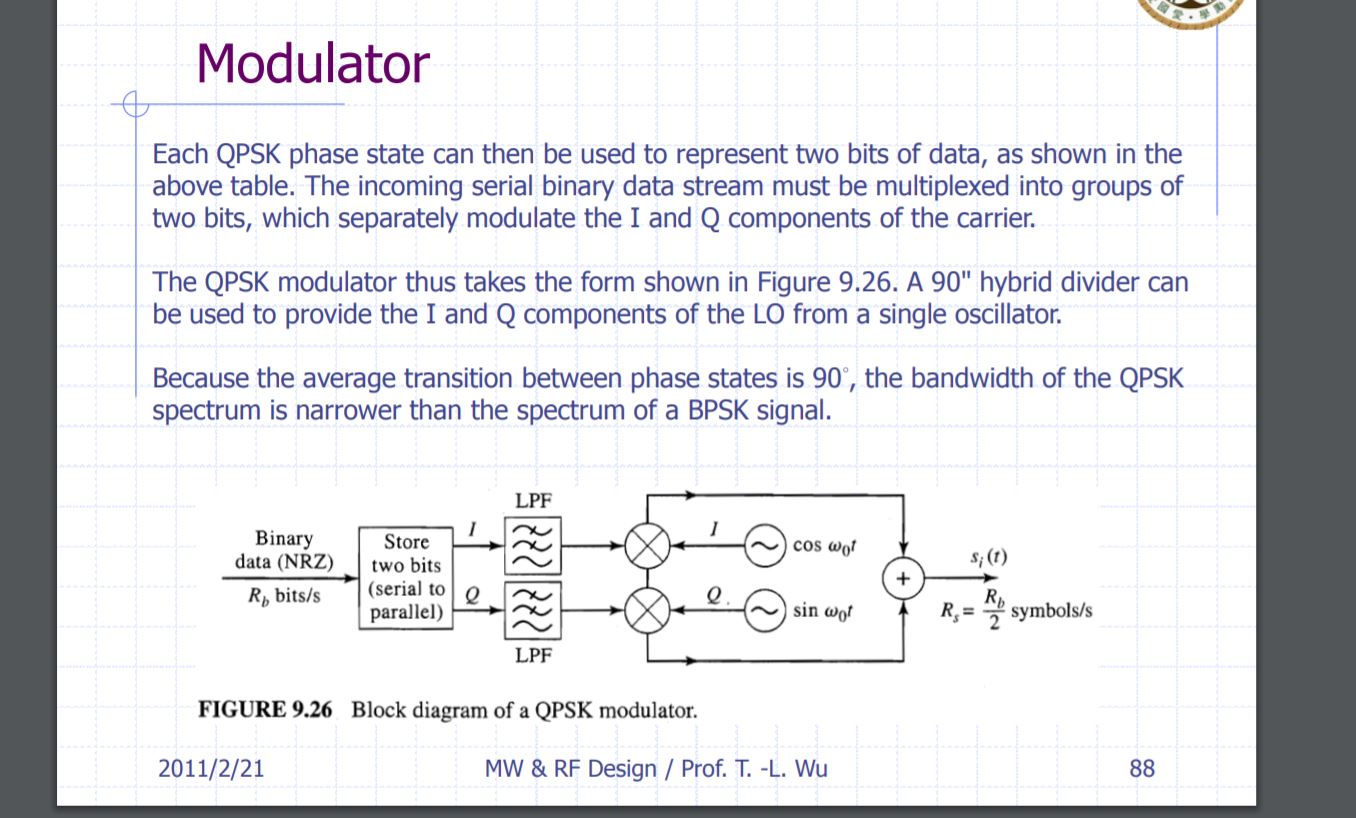 國 愛 · 學 勵
Modulator
Each QPSK phase state can then be used to represent two bits of data, as shown in the
above table. The incoming serial binary data stream must be multiplexed into groups of
two bits, which separately modulate the I and Q components of the carrier.
The QPSK modulator thus takes the form shown in Figure 9.26. A 90" hybrid divider can
be used to provide the I and Q components of the LO from a single oscillator.
Because the average transition between phase states is 90°, the bandwidth of the QPSK
spectrum is narrower than the spectrum of a BPSK signal.
LPF
Binary
data (NRZ)
R_b bits/s
Store
two bits
(serial to
parallel)
I
Q
I
cos ω₀t
Q.
sin ω₀t
+
s_i(t)
R_s = R_b/2 symbols/s
LPF
FIGURE 9.26 Block diagram of a QPSK modulator.
2011/2/21
MW & RF Design / Prof. T. -L. Wu
88